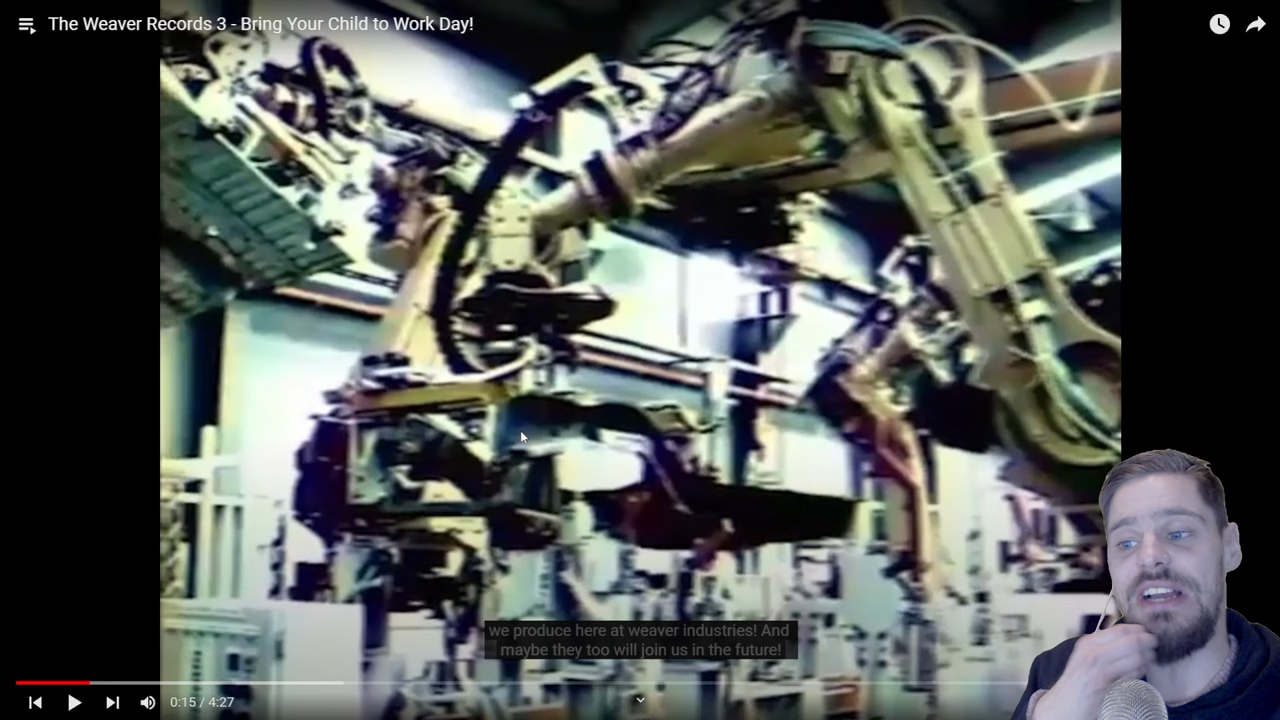 The Weaver Records 3 - Bring Your Child to Work Day!
we produce here at weaver industries! And
maybe they too will join us in the future!
0:15 / 4:27